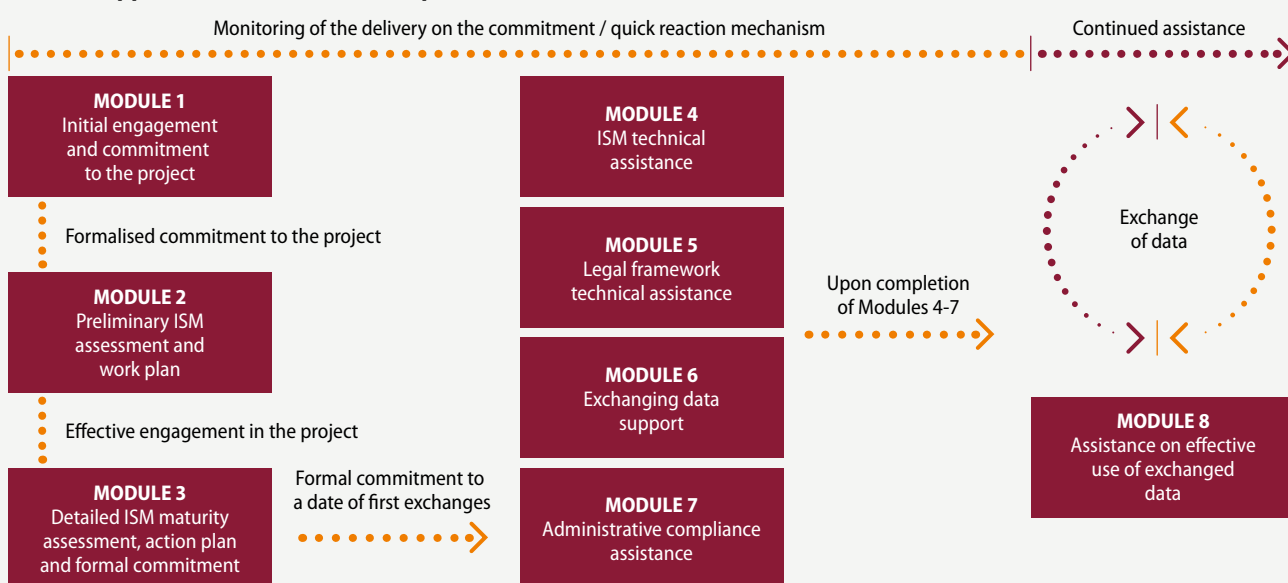 Monitoring of the delivery on the commitment / quick reaction mechanism
Continued assistance
MODULE 1
Initial engagement
and commitment
to the project
Formalised commitment to the project
MODULE 2
Preliminary ISM
assessment and
work plan
Effective engagement in the project
MODULE 3
Detailed ISM maturity
assessment, action plan
and formal commitment
Formal commitment to
a date of first exchanges
MODULE 4
ISM technical
assistance
MODULE 5
Legal framework
technical assistance
MODULE 6
Exchanging data
support
MODULE 7
Administrative compliance
assistance
Upon completion
of Modules 4-7
Exchange
of data
MODULE 8
Assistance on effective
use of exchanged
data